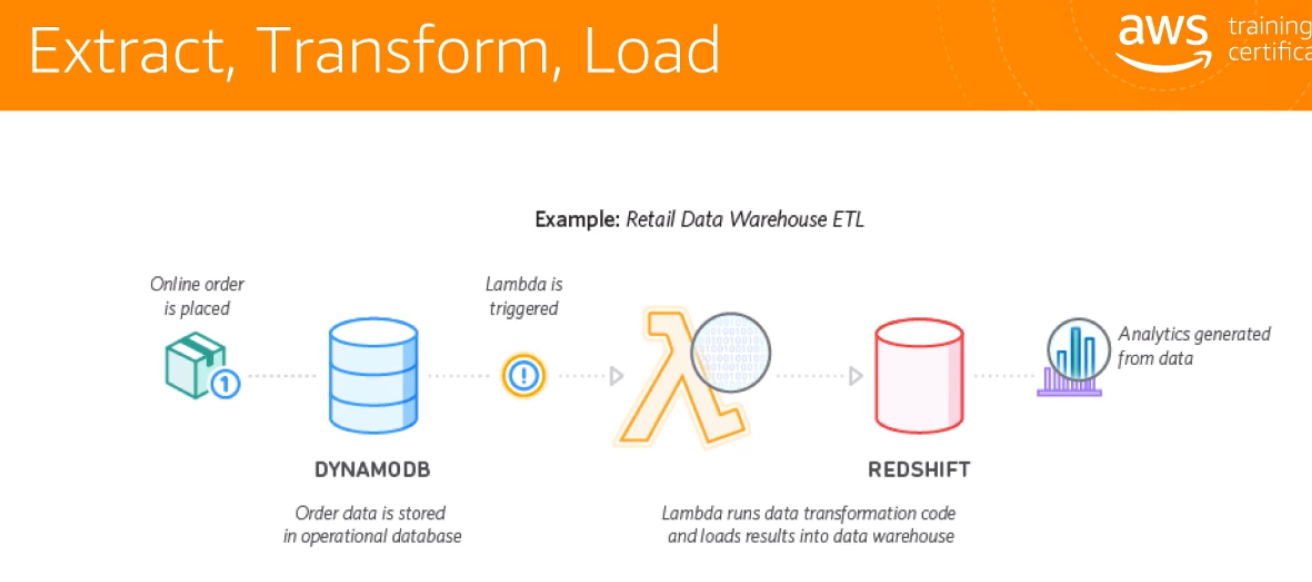 Extract, Transform, Load
aws training
Example: Retail Data Warehouse ETL
Online order
is placed
1
DYNAMODB
Order data is stored
in operational database
Lambda is
triggered
!
Lambda runs data transformation code
and loads results into data warehouse
REDSHIFT
Analytics generated
from data